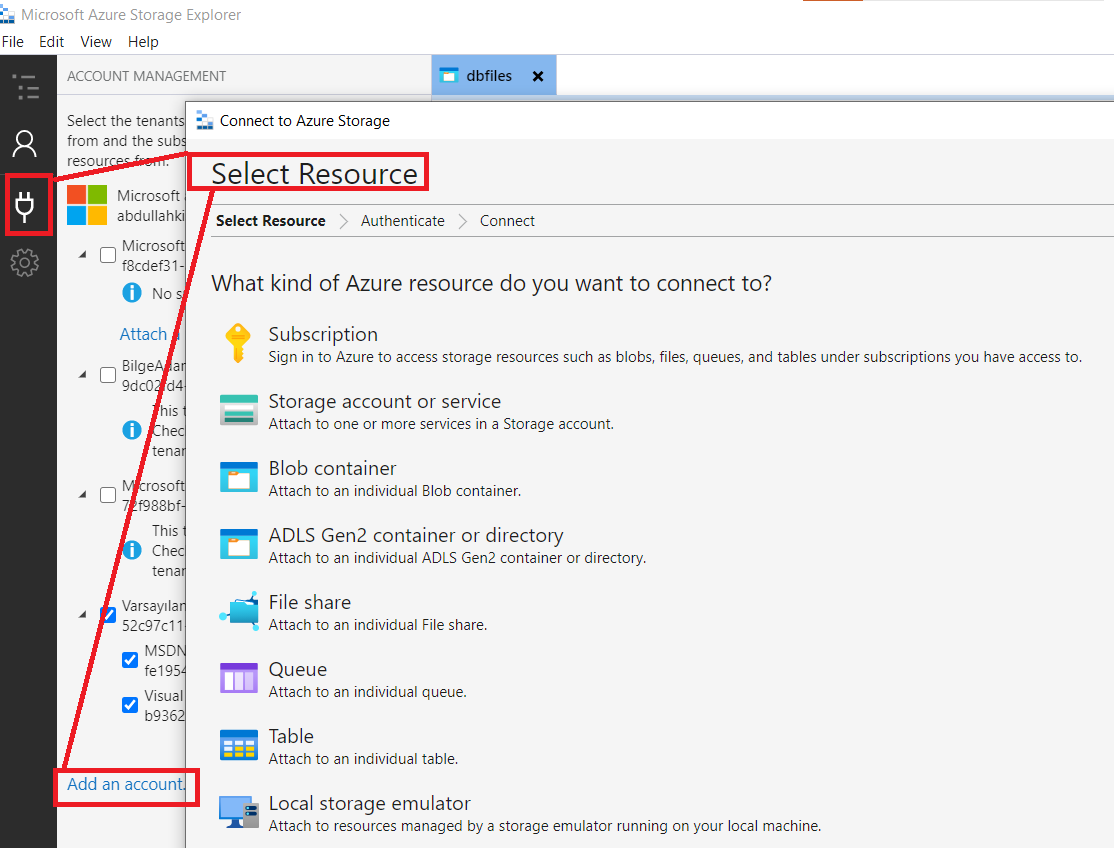 Microsoft Azure Storage Explorer
File Edit View Help
ACCOUNT MANAGEMENT
dbfiles
Select the tenants
from and the subs
resources from.
Microsoft
abdullahki
Microsoft
f8cdef31-
No s
Attach
BilgeAdam
9dc02fd4-
This t
Chec
tenar
Microsoft
72f988bf-
This t
Chec
tenar
Varsayılan
52c97c11-
MSDN
fe1954
Visual
b9362
Add an account.
Connect to Azure Storage
Select Resource
Select Resource Authenticate Connect
What kind of Azure resource do you want to connect to?
Subscription
Sign in to Azure to access storage resources such as blobs, files, queues, and tables under subscriptions you have access to.
Storage account or service
Attach to one or more services in a Storage account.
Blob container
Attach to an individual Blob container.
ADLS Gen2 container or directory
Attach to an individual ADLS Gen2 container or directory.
File share
Attach to an individual File share.
Queue
Attach to an individual queue.
Table
Attach to an individual table.
Local storage emulator
Attach to resources managed by a storage emulator running on your local machine.